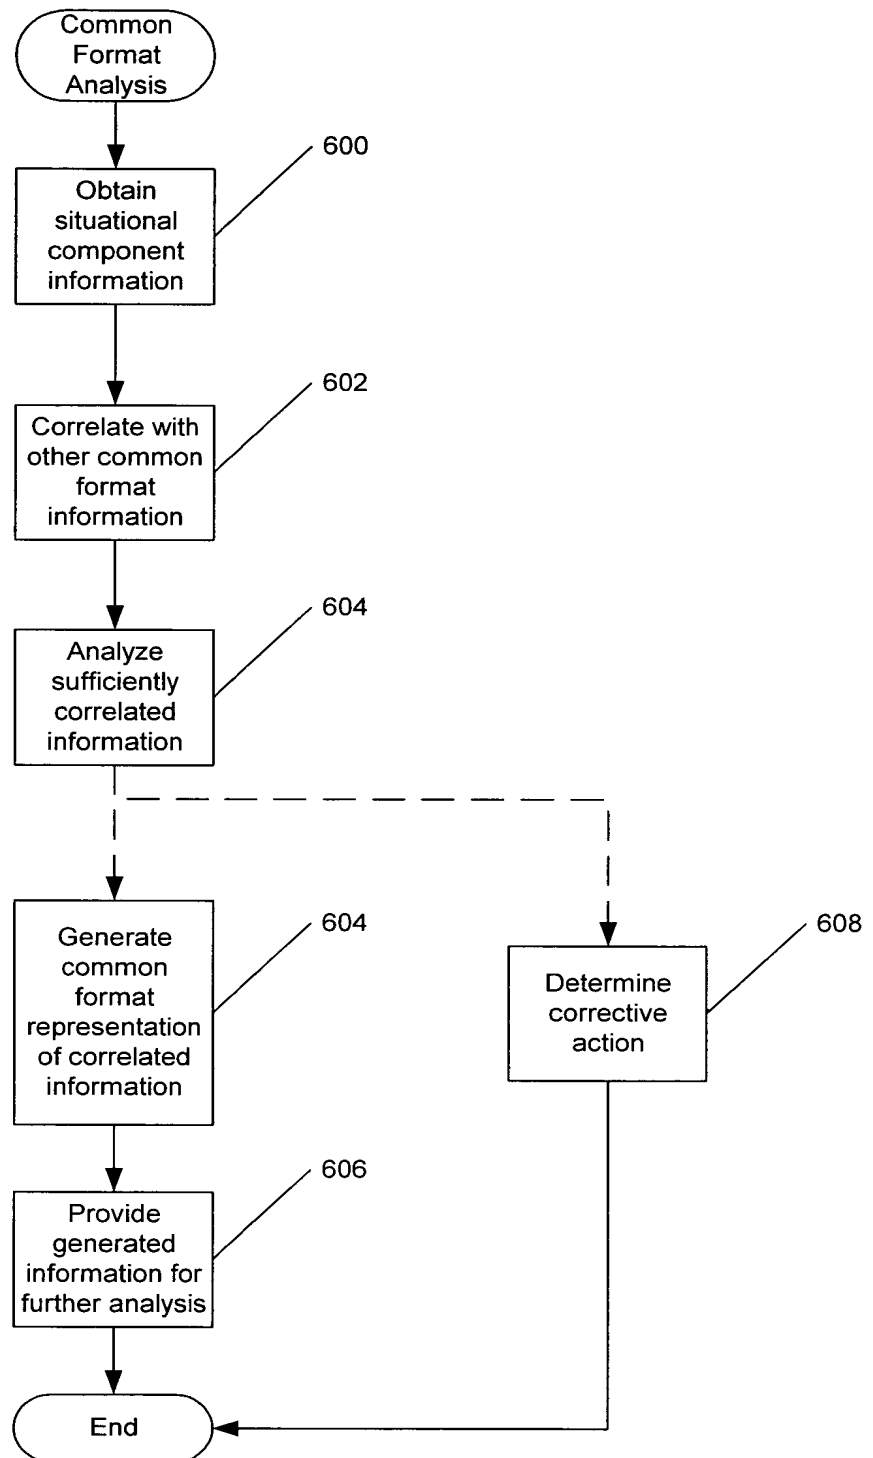 Common
Format
Analysis
600
Obtain
situational
component
information
602
Correlate with
other common
format
information
604
Analyze
sufficiently
correlated
information
604
Generate
common
format
representation
of correlated
information
608
Determine
corrective
action
606
Provide
generated
information for
further analysis
End